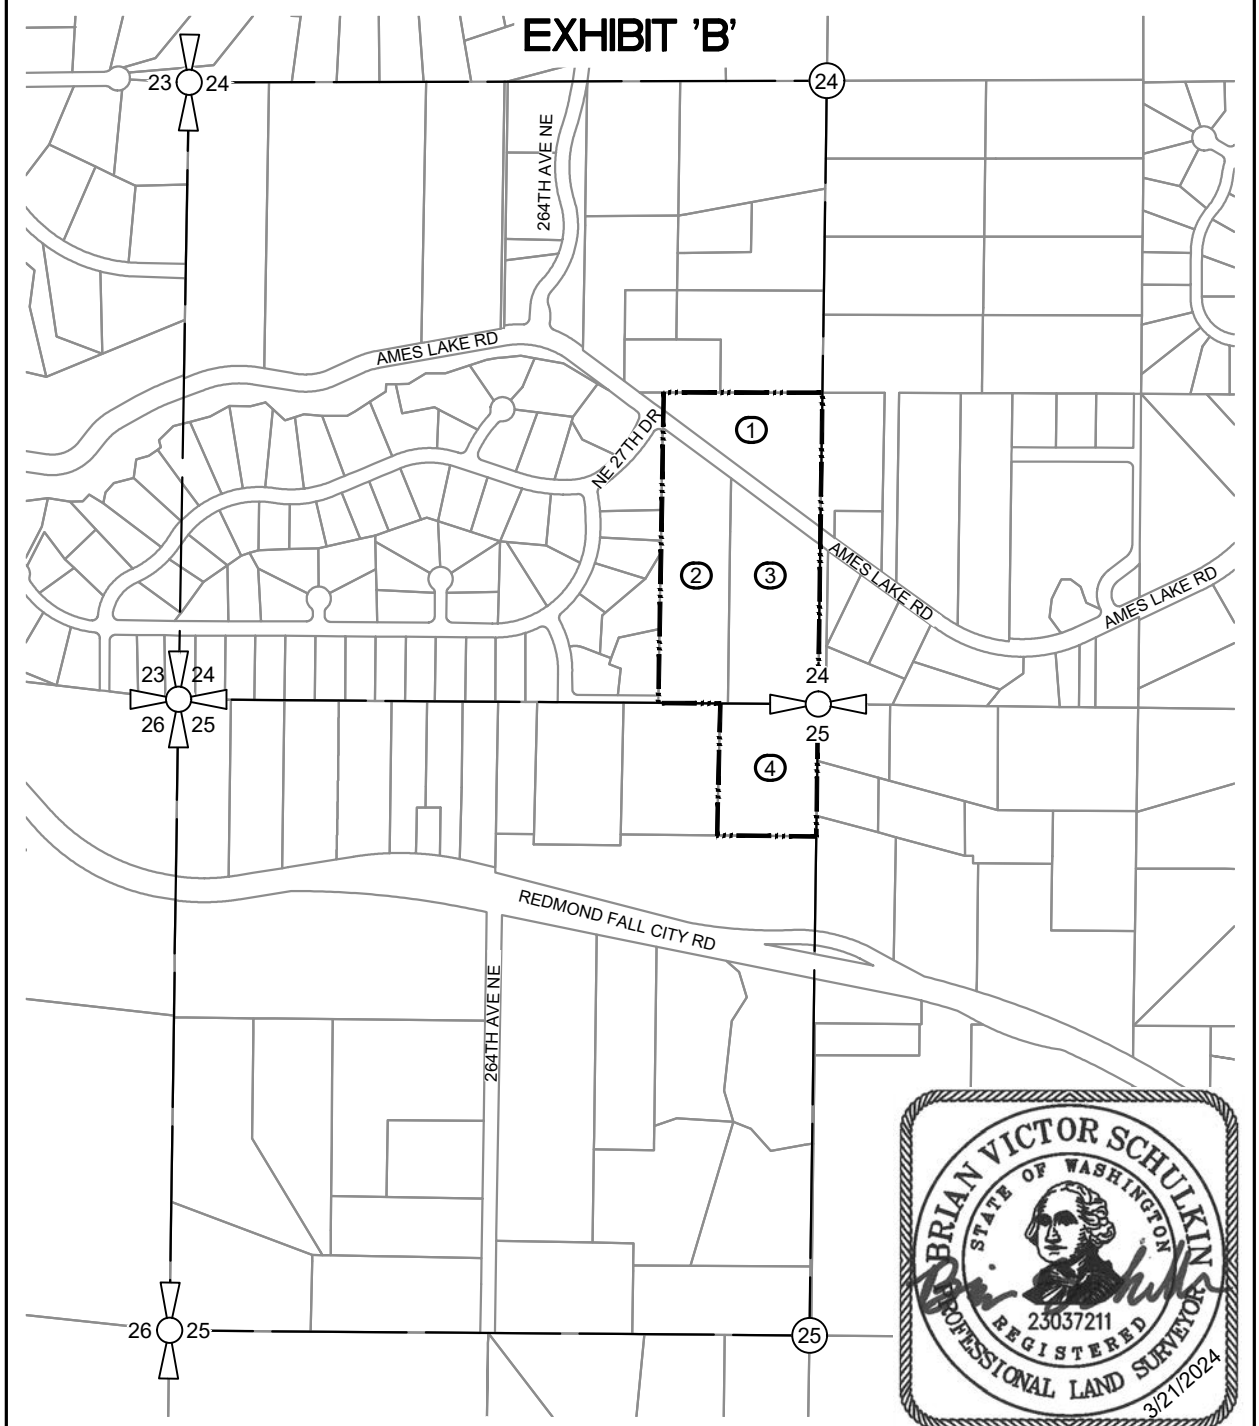 EXHIBIT 'B'
23 24
24
264TH AVE NE
AMES LAKE RD
NE 27TH DR
1
2
3
AMES LAKE RD
AMES LAKE RD
23 24
26 25
24
25
4
REDMOND FALL CITY RD
264TH AVE NE
26 25
25
BRIAN VICTOR SCHULKIN
STATE OF WASHINGTON
23037211
REGISTERED
PROFESSIONAL LAND SURVEYOR
3/21/2024